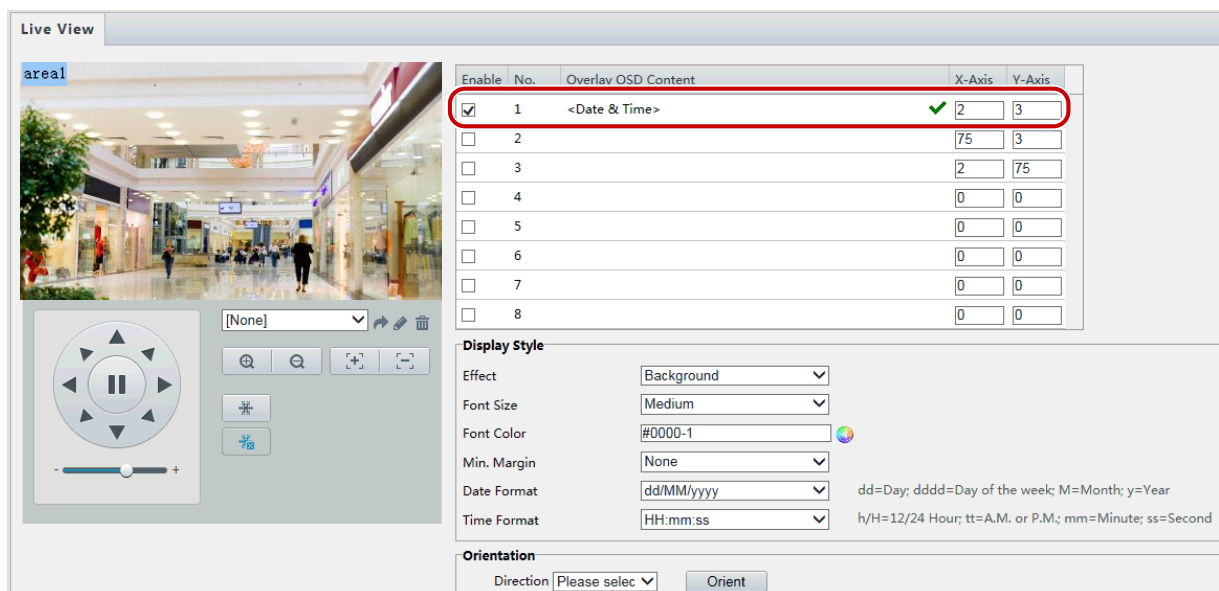 Live View
area1
Enable No. Overlay OSD Content X-Axis Y-Axis
1 <Date & Time> 2 3
2 75 3
3 2 75
4 0 0
5 0 0
6 0 0
7 0 0
8 0 0
[None]
- +
Display Style
Effect Background
Font Size Medium
Font Color #0000-1
Min. Margin None
Date Format dd/MM/yyyy dd=Day; dddd=Day of the week; M=Month; y=Year
Time Format HH:mm:ss h/H=12/24 Hour; tt=A.M. or P.M.; mm=Minute; ss=Second
Orientation
Direction Please selec Orient